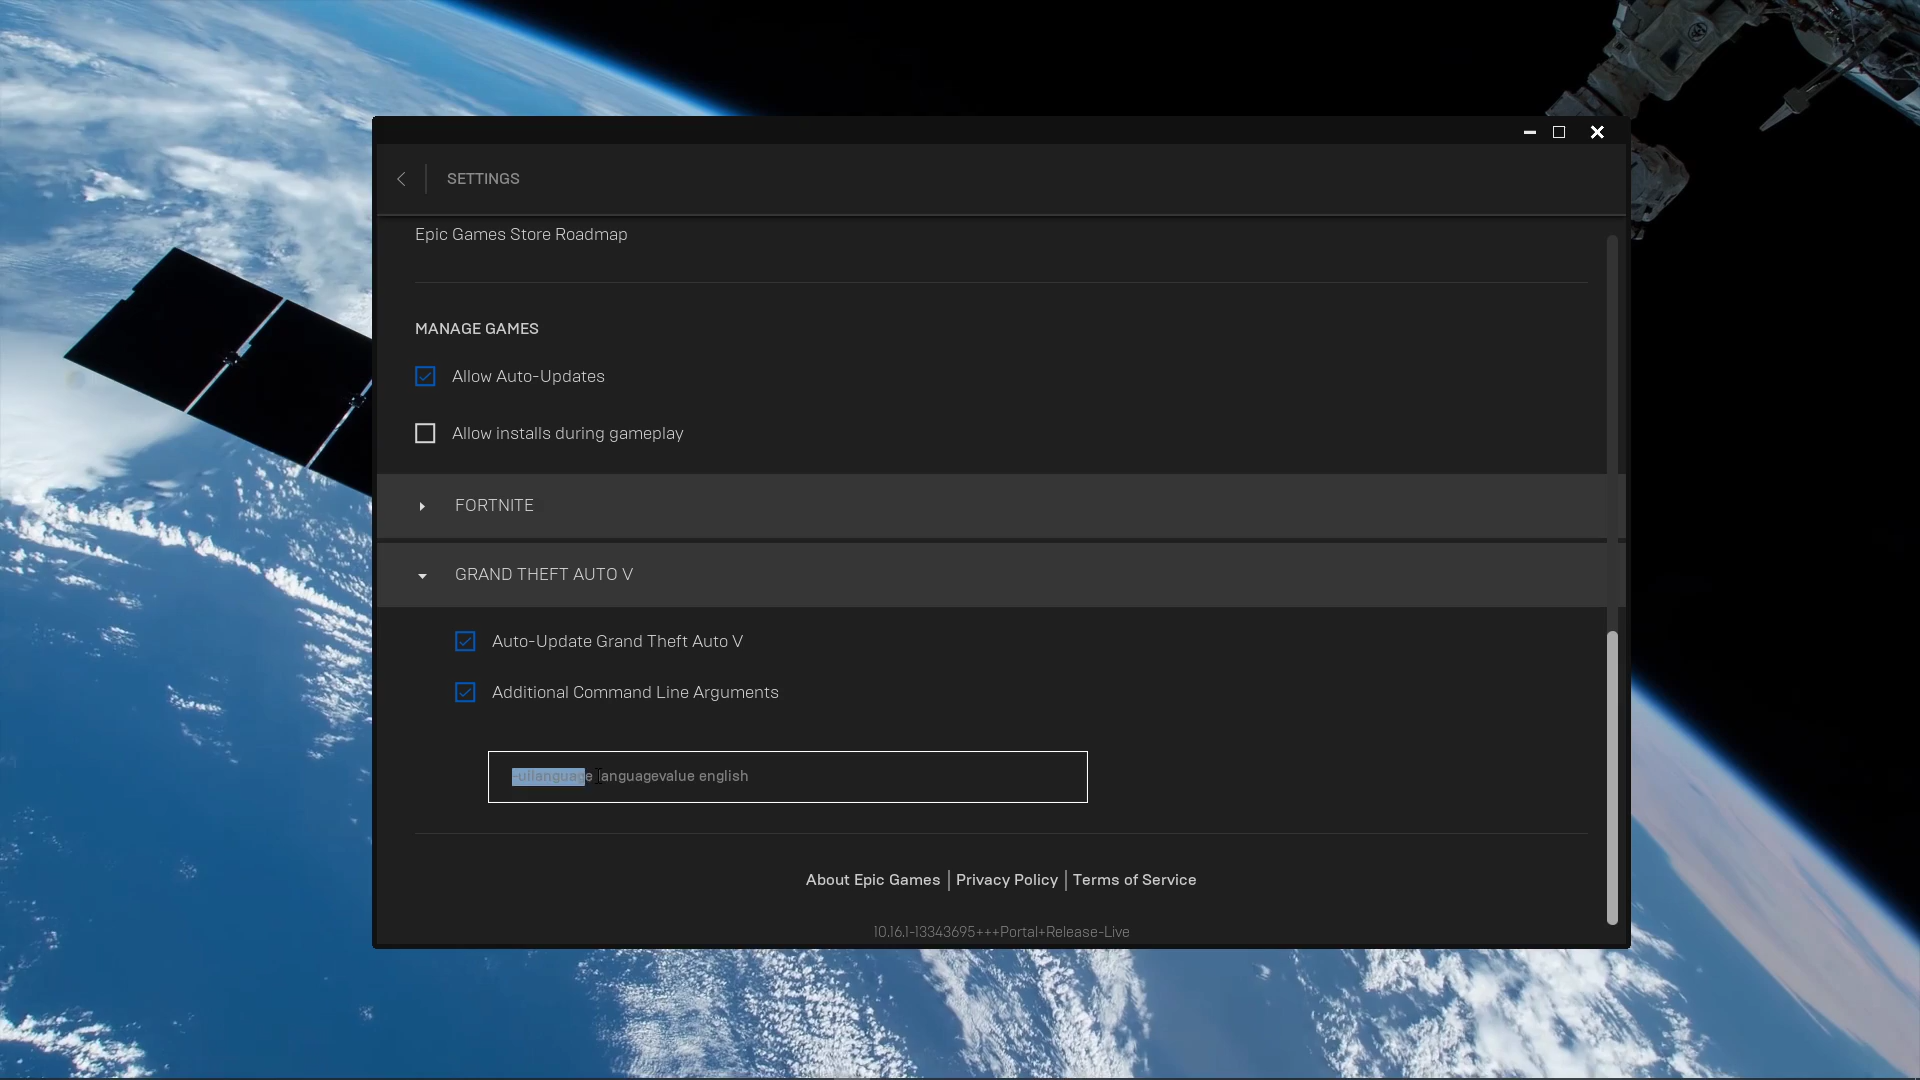 SETTINGS
Epic Games Store Roadmap
MANAGE GAMES
Allow Auto-Updates
Allow installs during gameplay
FORTNITE
GRAND THEFT AUTO V
Auto-Update Grand Theft Auto V
Additional Command Line Arguments
-uilanguage languagevalue english
About Epic Games | Privacy Policy | Terms of Service
10.16.1-13343695+++Portal+Release-Live